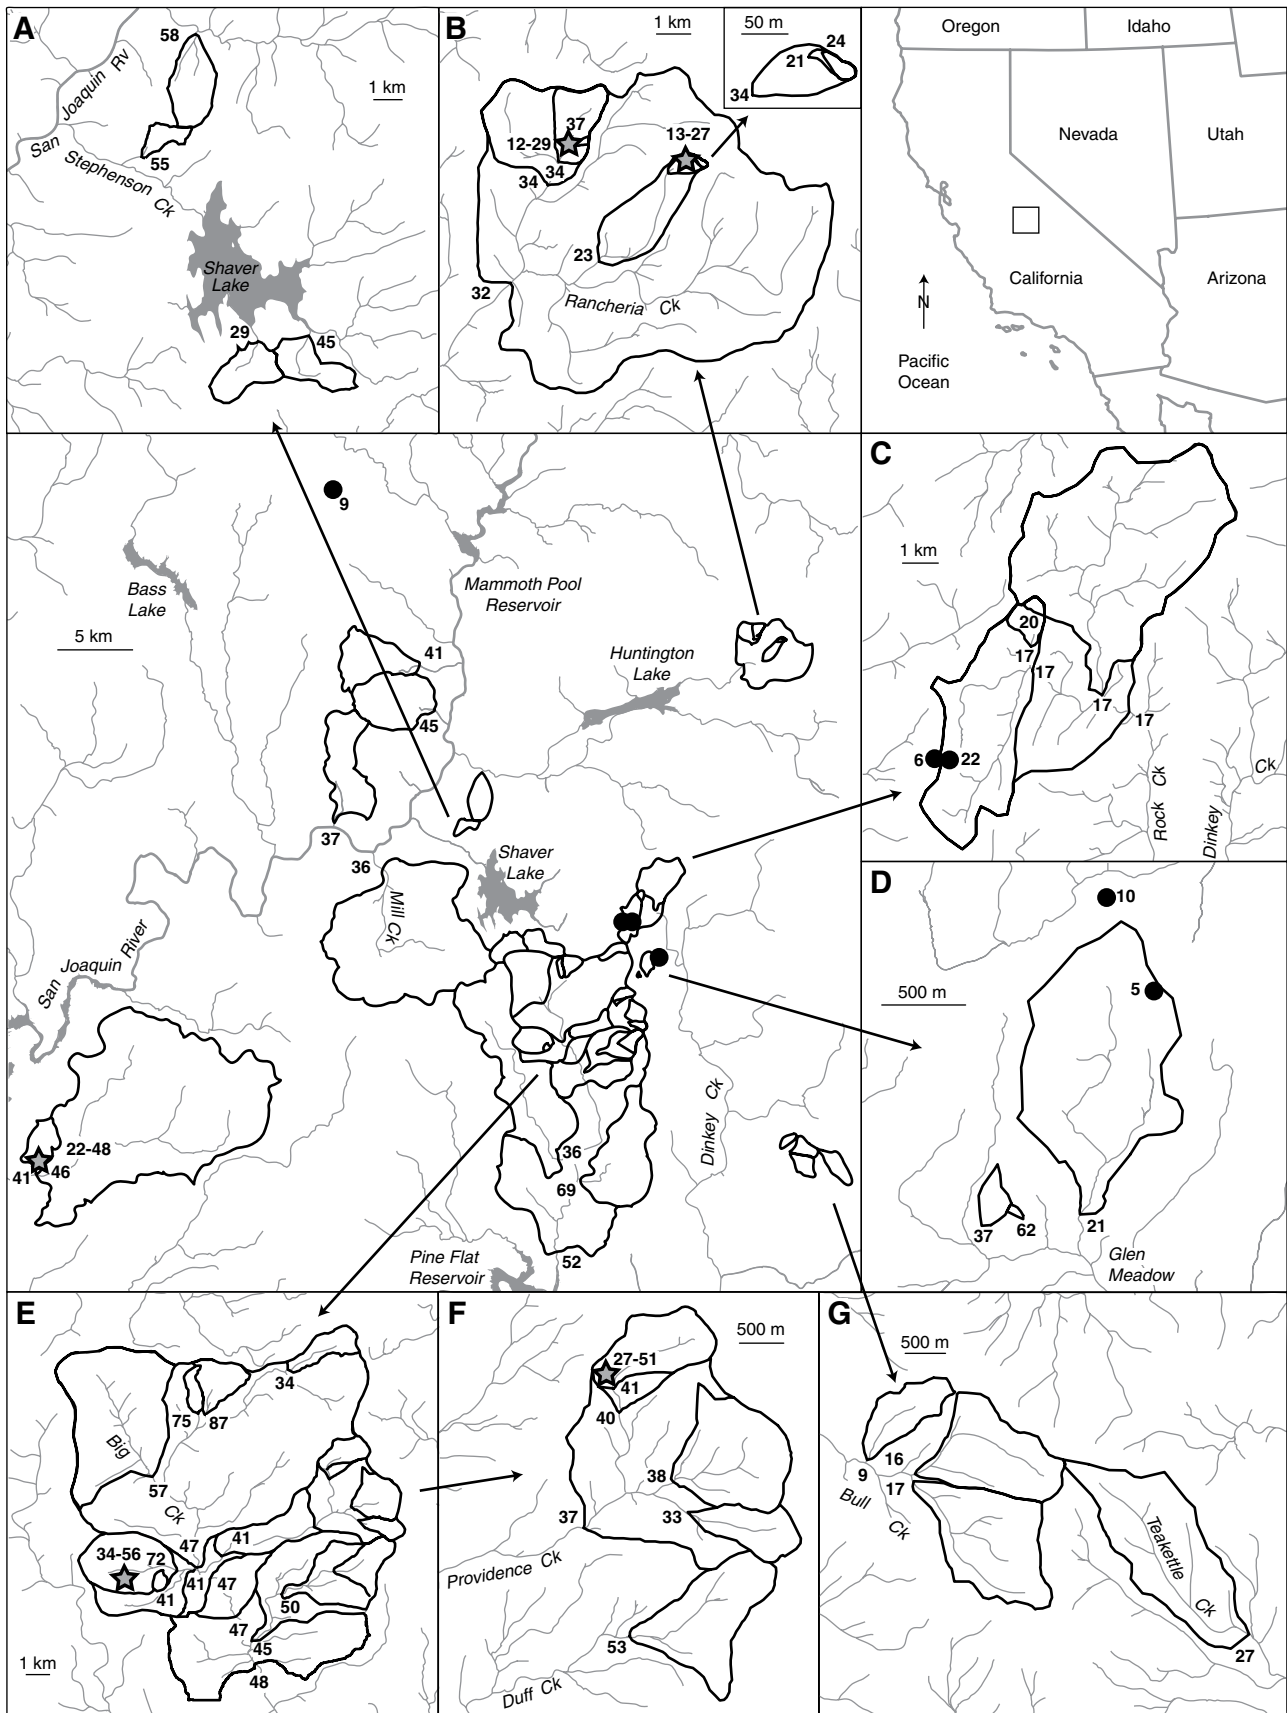 A
58
San
Joaquin Rv
1 km
55
Stephenson Ck
Shaver
Lake
29
45
B
1 km
50 m
24
21
34
37
12-29
34
34
13-27
23
32
Rancheria Ck
Oregon
Idaho
Nevada
Utah
California
Arizona
N
Pacific
Ocean
9
Bass
Lake
5 km
Mammoth Pool
Reservoir
41
45
Huntington
Lake
37
36
Mill Ck
Shaver
Lake
San Joaquin River
22-48
41
46
Dinkey Ck
36
69
52
Pine Flat
Reservoir
C
1 km
20
17
17
17
17
6
22
Rock Ck
Dinkey Ck
D
10
5
500 m
37
62
21
Glen
Meadow
E
34
75
87
Big Ck
57
47
41
34-56
72
41
41
47
50
47
45
48
1 km
F
500 m
27-51
41
40
38
37
33
Providence Ck
53
Duff Ck
G
500 m
16
9
17
Bull Ck
Teakettle Ck
27